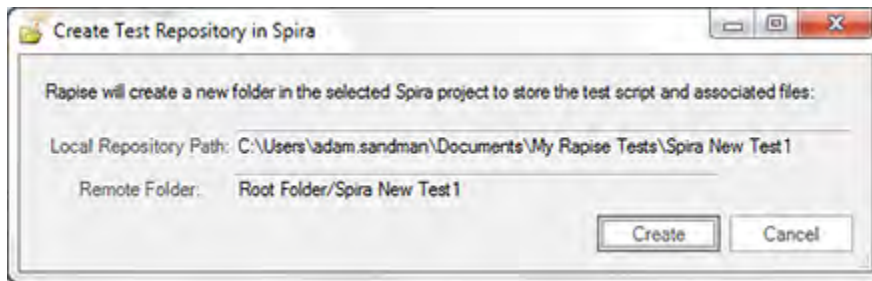 Create Test Repository in Spira
Rapise will create a new folder in the selected Spira project to store the test script and associated files:
Local Repository Path: C:\Users\adam.sandman\Documents\My Rapise Tests\Spira New Test1
Remote Folder: Root Folder/Spira New Test1
Create Cancel